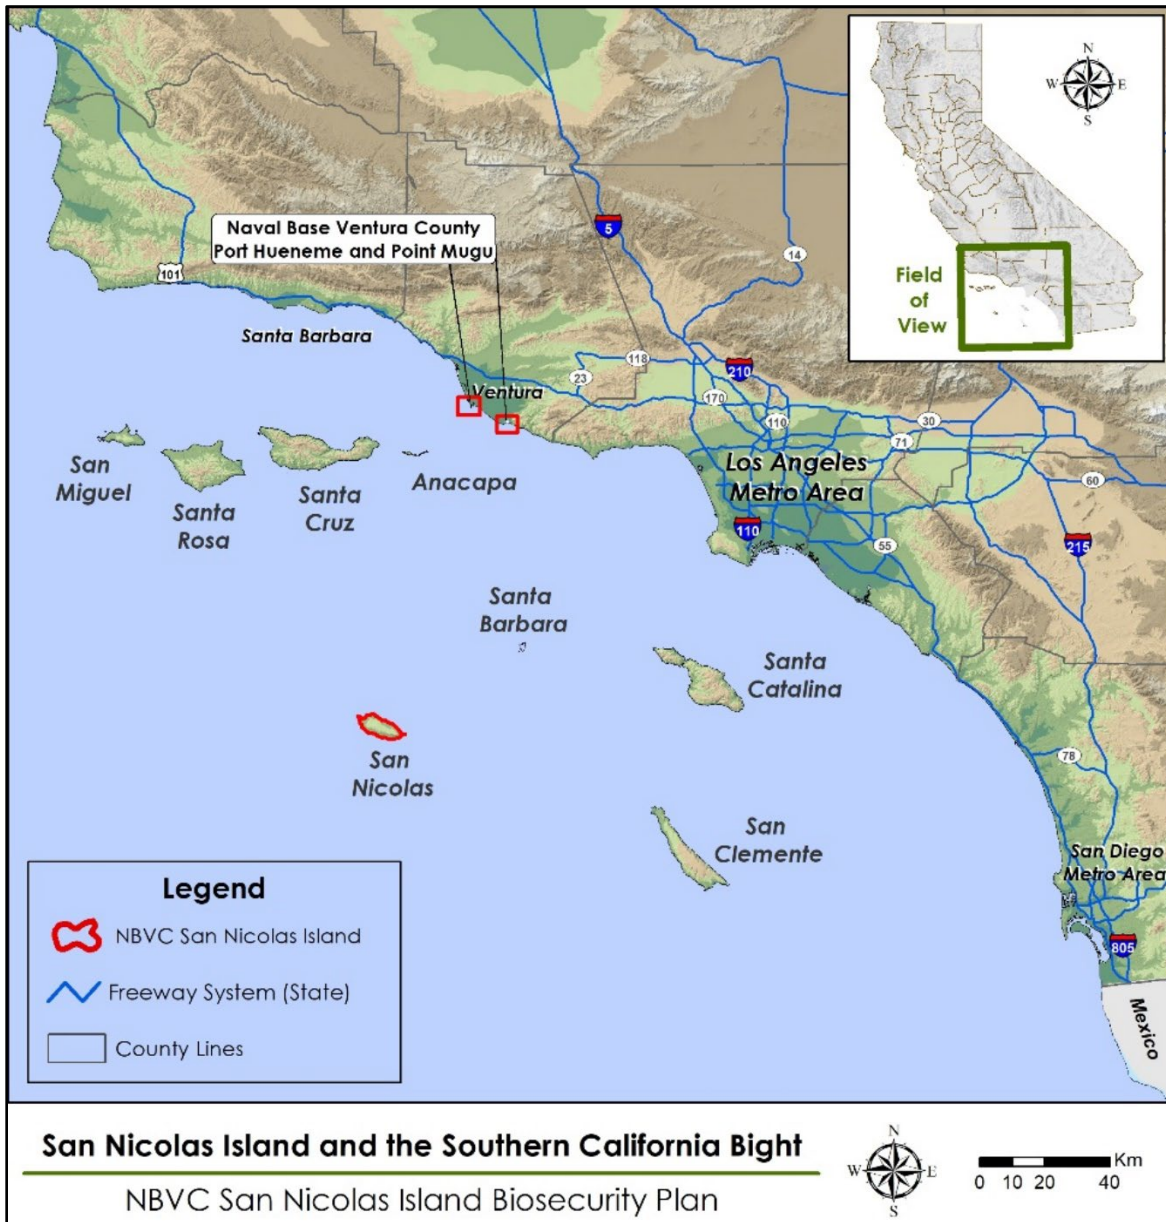 N
W
E
S
Field
of
View
5
14
Naval Base Ventura County
Port Hueneme and Point Mugu
101
Santa Barbara
118
210
23
Ventura
170
110
30
71
Los Angeles
Metro Area
60
San
Miguel
Santa
Rosa
Santa
Cruz
Anacapa
110
55
215
Santa
Barbara
Santa
Catalina
San
Nicolas
78
San
Clemente
San Diego
Metro Area
805
Mexico
Legend
NBVC San Nicolas Island
Freeway System (State)
County Lines
San Nicolas Island and the Southern California Bight
NBVC San Nicolas Island Biosecurity Plan
N
W
E
S
Km
0 10 20 40